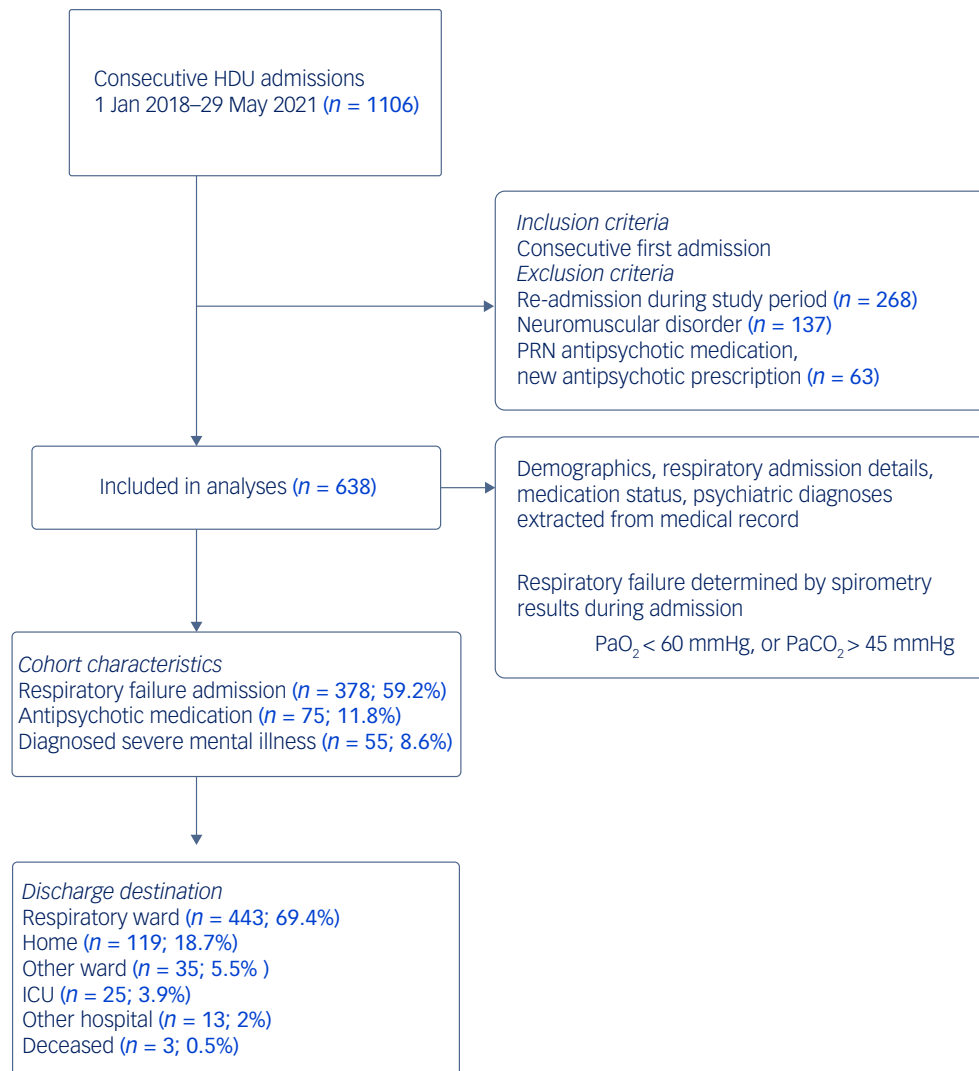 Consecutive HDU admissions
1 Jan 2018–29 May 2021 (n = 1106)
Inclusion criteria
Consecutive first admission
Exclusion criteria
Re-admission during study period (n = 268)
Neuromuscular disorder (n = 137)
PRN antipsychotic medication,
new antipsychotic prescription (n = 63)
Included in analyses (n = 638)
Demographics, respiratory admission details,
medication status, psychiatric diagnoses
extracted from medical record
Respiratory failure determined by spirometry
results during admission
PaO₂ < 60 mmHg, or PaCO₂ > 45 mmHg
Cohort characteristics
Respiratory failure admission (n = 378; 59.2%)
Antipsychotic medication (n = 75; 11.8%)
Diagnosed severe mental illness (n = 55; 8.6%)
Discharge destination
Respiratory ward (n = 443; 69.4%)
Home (n = 119; 18.7%)
Other ward (n = 35; 5.5% )
ICU (n = 25; 3.9%)
Other hospital (n = 13; 2%)
Deceased (n = 3; 0.5%)